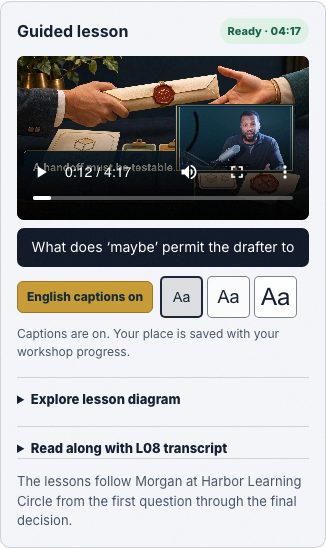 Guided lesson
Ready · 04:17
A handoff must be testable.
0:12 / 4:17
What does ‘maybe’ permit the drafter to
English captions on
Aa
Aa
Aa
Captions are on. Your place is saved with your
workshop progress.
Explore lesson diagram
Read along with L08 transcript
The lessons follow Morgan at Harbor Learning
Circle from the first question through the final
decision.